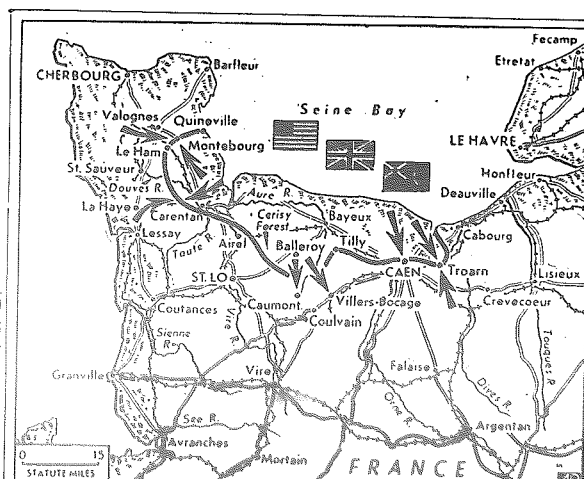 Fecamp
Etretat
Barfleur
CHERBOURG
Seine Bay
Valognes
Quineville
LE HAVRE
Le Ham
Montebourg
St. Sauveur
Honfleur
Douves R.
Aure R.
Deauville
La Haye
Carentan
Cerisy
Forest
Bayeux
Cabourg
Lessay
Taute R.
Airel
Balleroy
Tilly
CAEN
Troarn
Lisieux
ST. LO
Caumont
Villers-Bocage
Crevecoeur
Coutances
Vire R.
Coulvain
Sienne
R.
Touques R.
Granville
Vire
Falaise
Orne R.
Dives R.
See R.
Argentan
Avranches
Mortain
FRANCE
0 15
STATUTE MILES